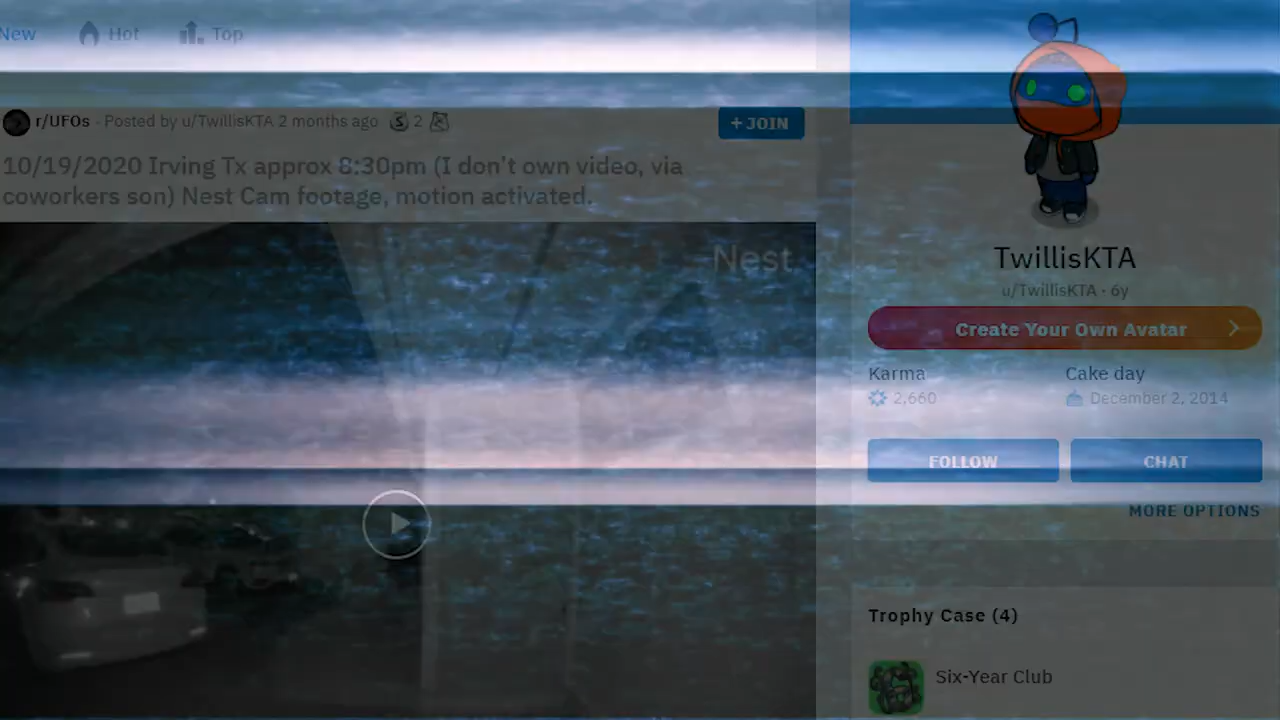 New Hot Top
r/UFOs · Posted by u/TwillisKTA 2 months ago 2
+ JOIN
10/19/2020 Irving Tx approx 8:30pm (I don't own video, via
coworkers son) Nest Cam footage, motion activated.
Nest
TwillisKTA
u/TwillisKTA · 6y
Create Your Own Avatar
Karma Cake day
2,660 December 2, 2014
FOLLOW CHAT
MORE OPTIONS
Trophy Case (4)
Six-Year Club